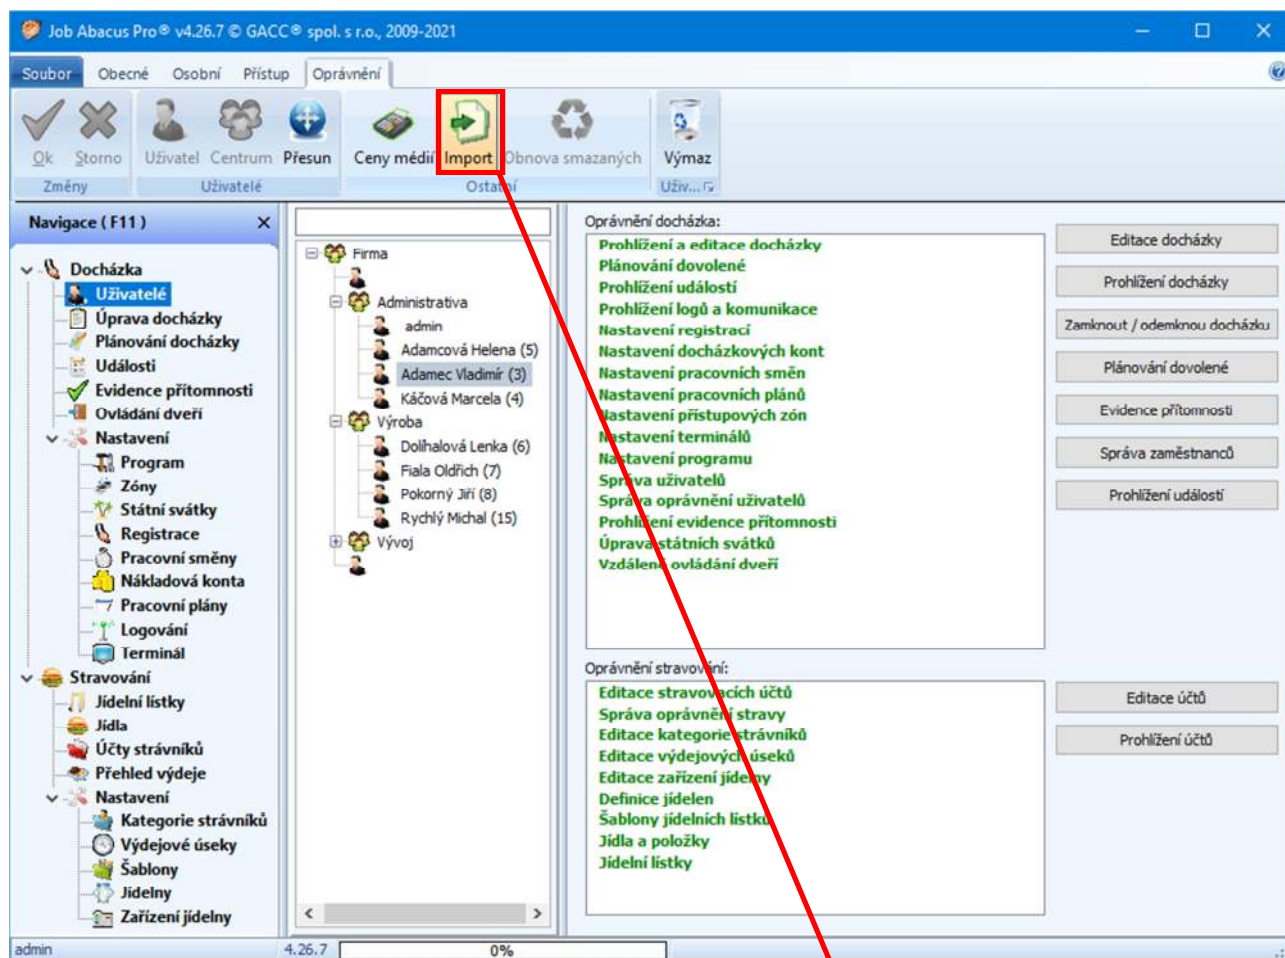 Job Abacus Pro® v4.26.7 © GACC® spol. s r.o., 2009-2021
Soubor Obecné Osobní Přístup Oprávnění
Ok Storno Uživatel Centrum Přesun Ceny médií Import Obnova smazaných Výmaz
Změny Uživatelé Ostatní Uživ...
Navigace ( F11 )
Docházka
Uživatelé
Úprava docházky
Plánování docházky
Události
Evidence přítomnosti
Ovládání dveří
Nastavení
Program
Zóny
Státní svátky
Registrace
Pracovní směny
Nákladová konta
Pracovní plány
Logování
Terminál
Stravování
Jídelní lístky
Jídla
Účty strávníků
Přehled výdeje
Nastavení
Kategorie strávníků
Výdejové úseky
Šablony
Jídelny
Zařízení jídelny
Firma
Administrativa
admin
Adamcová Helena (5)
Adamec Vladimír (3)
Káčová Marcela (4)
Výroba
Dolíhalová Lenka (6)
Fiala Oldřich (7)
Pokorný Jiří (8)
Rychlý Michal (15)
Vývoj
Oprávnění docházka:
Prohlížení a editace docházky
Plánování dovolené
Prohlížení událostí
Prohlížení logů a komunikace
Nastavení registrací
Nastavení docházkových kont
Nastavení pracovních směn
Nastavení pracovních plánů
Nastavení přístupových zón
Nastavení terminálů
Nastavení programu
Správa uživatelů
Správa oprávnění uživatelů
Prohlížení evidence přítomnosti
Úprava státních svátků
Vzdálené ovládání dveří
Editace docházky
Prohlížení docházky
Zamknout / odemknou docházku
Plánování dovolené
Evidence přítomnosti
Správa zaměstnanců
Prohlížení událostí
Oprávnění stravování:
Editace stravovacích účtů
Správa oprávnění stravy
Editace kategorie strávníků
Editace výdejových úseků
Editace zařízení jídelny
Definice jídelen
Šablony jídelních lístků
Jídla a položky
Jídelní lístky
Editace účtů
Prohlížení účtů
admin 4.26.7 0%